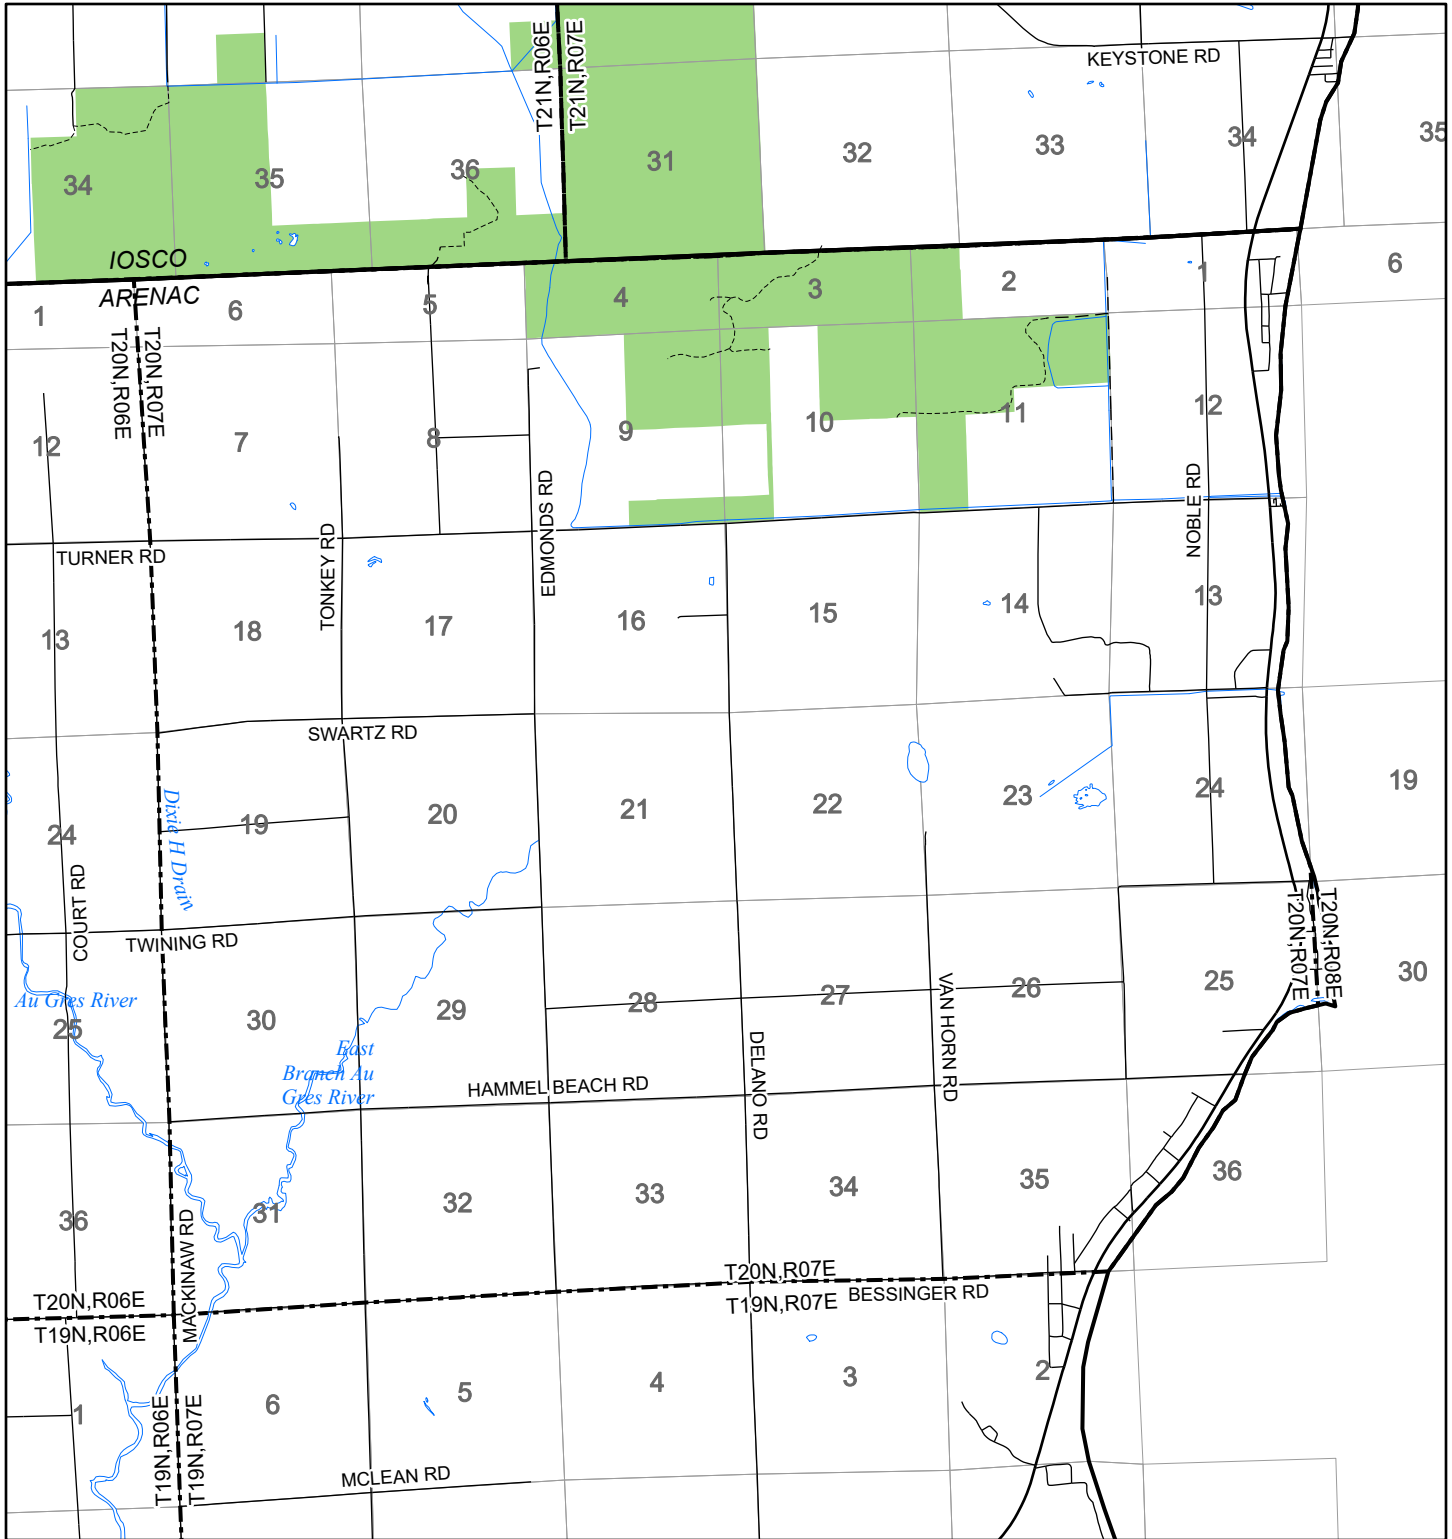 T21N,R06E
T21N,R07E
KEYSTONE RD
34
35
36
31
32
33
34
35
IOSCO
ARENAC
1
6
5
4
3
2
1
6
T20N,R06E
T20N,R07E
12
7
8
9
10
11
12
TURNER RD
TONKEY RD
EDMONDS RD
NOBLE RD
13
18
17
16
15
14
13
SWARTZ RD
Dixie H Drain
24
19
20
21
22
23
24
19
COURT RD
TWINING RD
T20N,R07E
T20N,R08E
Au Gres River
25
30
29
28
27
26
25
30
East
Branch Au
Gres River
HAMMEL BEACH RD
DELANO RD
VAN HORN RD
36
31
32
33
34
35
36
MACKINAW RD
T20N,R06E
T19N,R06E
T20N,R07E
T19N,R07E
BESSINGER RD
1
6
5
4
3
2
T19N,R06E
T19N,R07E
MCLEAN RD